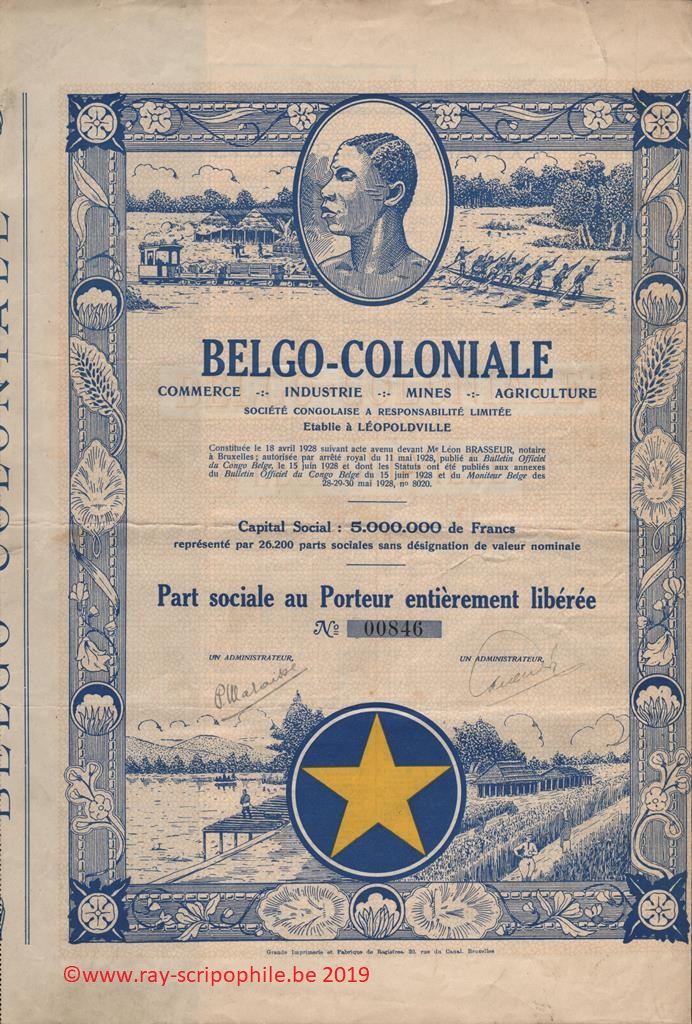 BELGO-COLONIALE
BELGO-COLONIALE
COMMERCE -:- INDUSTRIE -:- MINES -:- AGRICULTURE
SOCIÉTÉ CONGOLAISE A RESPONSABILITÉ LIMITÉE
Etablie à LÉOPOLDVILLE
Constituée le 18 avril 1928 suivant acte avenu devant Me Léon BRASSEUR, notaire
à Bruxelles; autorisée par arrêté royal du 11 mai 1928, publié au Bulletin Officiel
du Congo Belge, le 15 juin 1928 et dont les Statuts ont été publiés aux annexes
du Bulletin Officiel du Congo Belge du 15 juin 1928 et du Moniteur Belge des
28-29-30 mai 1928, no 8020.
Capital Social : 5.000.000 de Francs
représenté par 26.200 parts sociales sans désignation de valeur nominale
Part sociale au Porteur entièrement libérée
No 00846
UN ADMINISTRATEUR, UN ADMINISTRATEUR,
Grande Imprimerie et Fabrique de Registres, 20, rue du Canal, Bruxelles
©www.ray-scripophile.be 2019